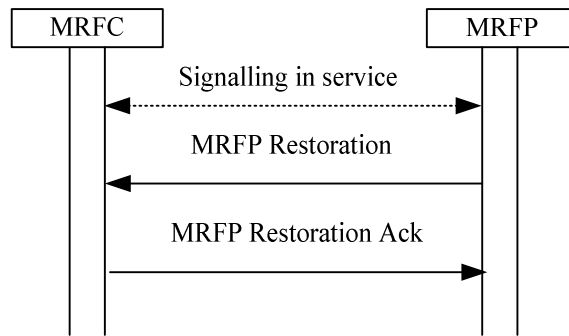 MRFC
MRFP
Signalling in service
MRFP Restoration
MRFP Restoration Ack